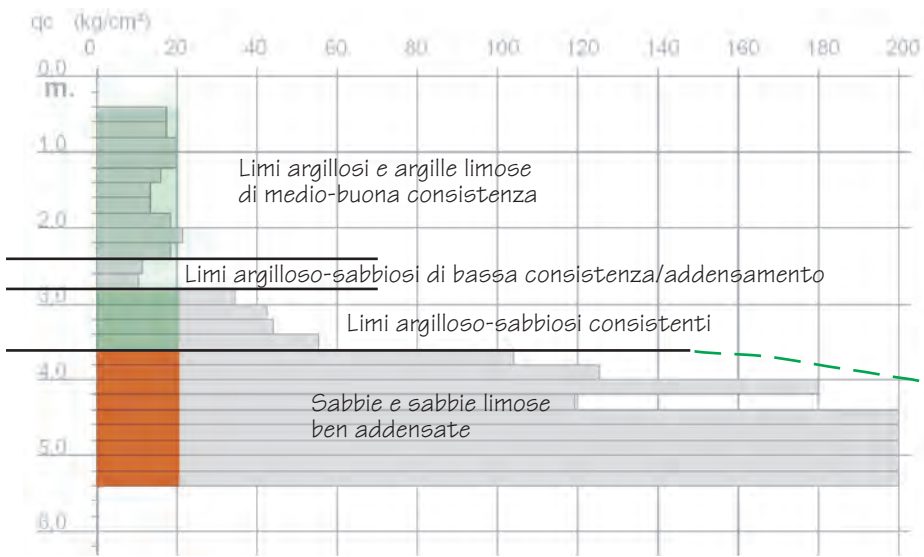 qc (kg/cm²)
0 20 40 60 80 100 120 140 160 180 200
0,0
m.
1,0
Limi argillosi e argille limose
di medio-buona consistenza
2,0
Limi argilloso-sabbiosi di bassa consistenza/addensamento
3,0
Limi argilloso-sabbiosi consistenti
4,0
Sabbie e sabbie limose
ben addensate
5,0
6,0